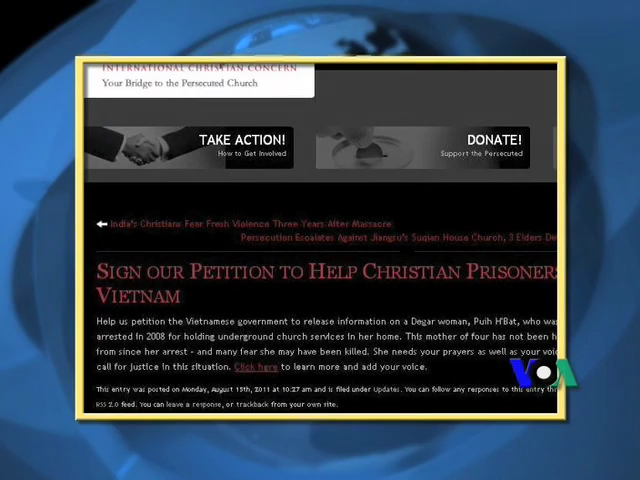 INTERNATIONAL CHRISTIAN CONCERN
Your Bridge to the Persecuted Church
TAKE ACTION!
How to Get Involved
DONATE!
Support the Persecuted
India's Christians Fear Fresh Violence Three Years After Massacre
Persecution Escalates Against Jiangsu's Suqian House Church, 3 Elders De
SIGN OUR PETITION TO HELP CHRISTIAN PRISONERS
VIETNAM
Help us petition the Vietnamese government to release information on a Degar woman, Puih H'Bat, who was
arrested in 2008 for holding underground church services in her home. This mother of four has not been h
from since her arrest - and many fear she may have been killed. She needs your prayers as well as your voi
call for justice in this situation. Click here to learn more and add your voice.
This entry was posted on Monday, August 15th, 2011 at 10:27 am and is filed under Updates. You can follow any responses to this entry thr
RSS 2.0 feed. You can leave a response, or trackback from your own site.
VOA